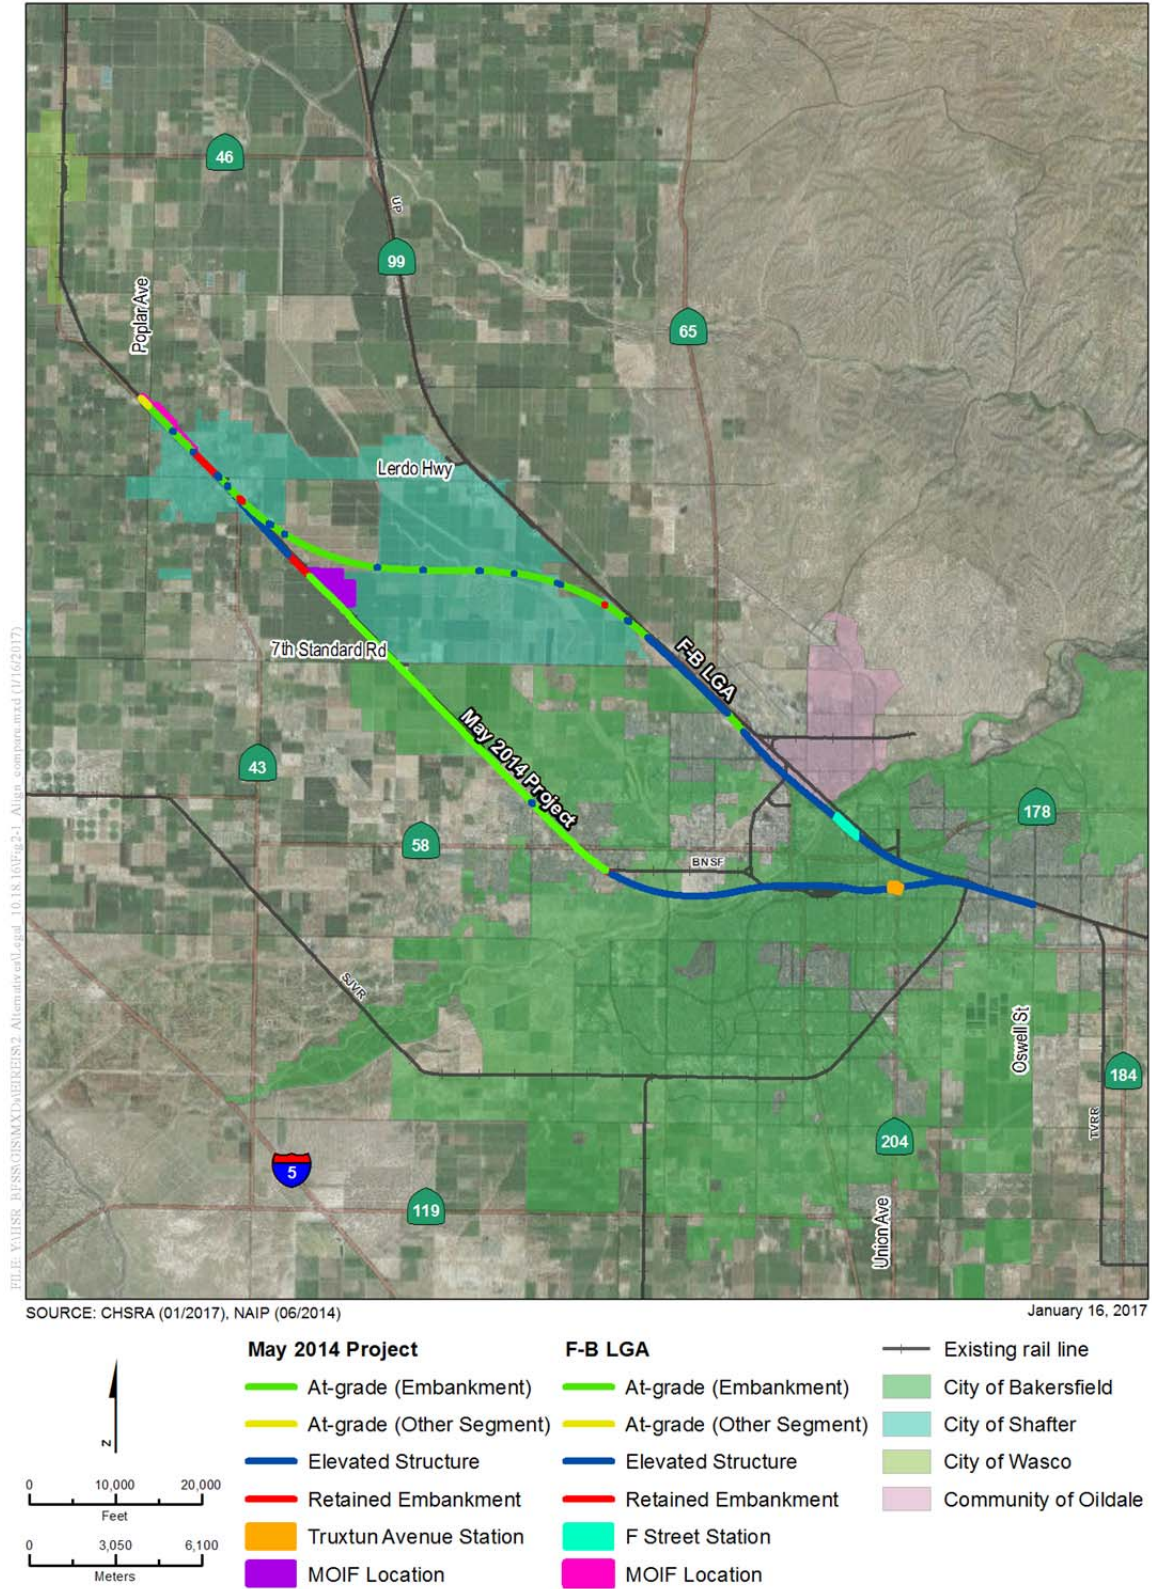 46
UP
99
Poplar Ave
65
Lerdo Hwy
F-B LGA
7th Standard Rd
May 2014 Project
43
178
58
BNSF
SJVR
Oswell St
184
TVRR
204
5
119
Union Ave
SOURCE: CHSRA (01/2017), NAIP (06/2014)
January 16, 2017
N
0 10,000 20,000
Feet
0 3,050 6,100
Meters
May 2014 Project
At-grade (Embankment)
At-grade (Other Segment)
Elevated Structure
Retained Embankment
Truxtun Avenue Station
MOIF Location
F-B LGA
At-grade (Embankment)
At-grade (Other Segment)
Elevated Structure
Retained Embankment
F Street Station
MOIF Location
Existing rail line
City of Bakersfield
City of Shafter
City of Wasco
Community of Oildale